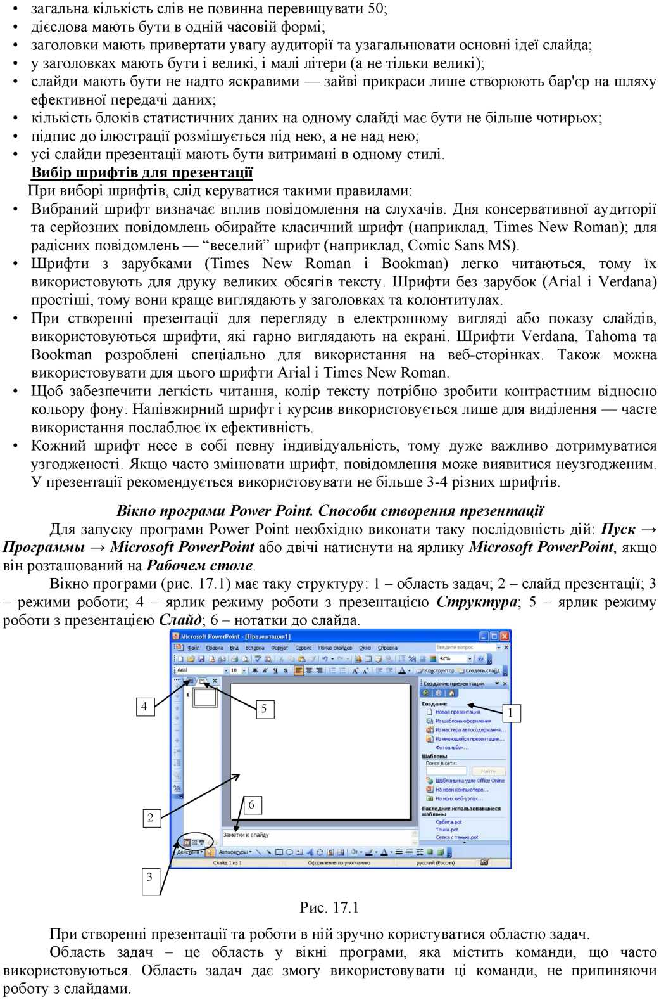 • загальна кількість слів не повинна перевищувати 50;
• дієслова мають бути в одній часовій формі;
• заголовки мають привертати увагу аудиторії та узагальнювати основні ідеї слайда;
• у заголовках мають бути і великі, і малі літери (а не тільки великі);
• слайди мають бути не надто яскравими — зайві прикраси лише створюють бар'єр на шляху
ефективної передачі даних;
• кількість блоків статистичних даних на одному слайді має бути не більше чотирьох;
• підпис до ілюстрації розмішується під нею, а не над нею;
• усі слайди презентації мають бути витримані в одному стилі.
Вибір шрифтів для презентації
При виборі шрифтів, слід керуватися такими правилами:
• Вибраний шрифт визначає вплив повідомлення на слухачів. Дня консервативної аудиторії
та серйозних повідомлень обирайте класичний шрифт (наприклад, Times New Roman); для
радісних повідомлень — “веселий” шрифт (наприклад, Comic Sans MS).
• Шрифти з зарубками (Times New Roman і Bookman) легко читаються, тому їх
використовують для друку великих обсягів тексту. Шрифти без зарубок (Arial і Verdana)
простіші, тому вони краще виглядають у заголовках та колонтитулах.
• При створенні презентації для перегляду в електронному вигляді або показу слайдів,
використовуються шрифти, які гарно виглядають на екрані. Шрифти Verdana, Tahoma та
Bookman розроблені спеціально для використання на веб-сторінках. Також можна
використовувати для цього шрифти Arial і Times New Roman.
• Щоб забезпечити легкість читання, колір тексту потрібно зробити контрастним відносно
кольору фону. Напівжирний шрифт і курсив використовується лише для виділення — часте
використання послаблює їх ефективність.
• Кожний шрифт несе в собі певну індивідуальність, тому дуже важливо дотримуватися
узгодженості. Якщо часто змінювати шрифт, повідомлення може виявитися неузгодженим.
У презентації рекомендується використовувати не більше 3-4 різних шрифтів.
Вікно програми Power Point. Способи створення презентації
Для запуску програми Power Point необхідно виконати таку послідовність дій: Пуск →
Программы → Microsoft PowerPoint або двічі натиснути на ярлику Microsoft PowerPoint, якщо
він розташований на Рабочем столе.
Вікно програми (рис. 17.1) має таку структуру: 1 – область задач; 2 – слайд презентації; 3
– режими роботи; 4 – ярлик режиму роботи з презентацією Структура; 5 – ярлик режиму
роботи з презентацією Слайд; 6 – нотатки до слайда.
Microsoft PowerPoint - [Презентация1]
Файл Правка Вид Вставка Формат Сервис Показ слайдов Окно Справка Введите вопрос
42%
Arial 18 Ж К Ч S Конструктор Создать слайд
Создание презентации
1
4
5
1
Создание
Новая презентация
Из шаблона оформления
Из мастера автосодержания...
Из имеющейся презентации...
Фотоальбом...
Шаблоны
Поиск в сети:
Найти
Шаблоны на узле Office Online
На моем компьютере...
На моих веб-узлах...
Последние использовавшиеся
шаблоны
Орбита.pot
Точки.pot
Сетка с тенью.pot
2
6
Заметки к слайду
Действия Автофигуры
Слайд 1 из 1 Оформление по умолчанию русский (Россия)
3
Рис. 17.1
При створенні презентації та роботи в ній зручно користуватися областю задач.
Область задач – це область у вікні програми, яка містить команди, що часто
використовуються. Область задач дає змогу використовувати ці команди, не припиняючи
роботу з слайдами.